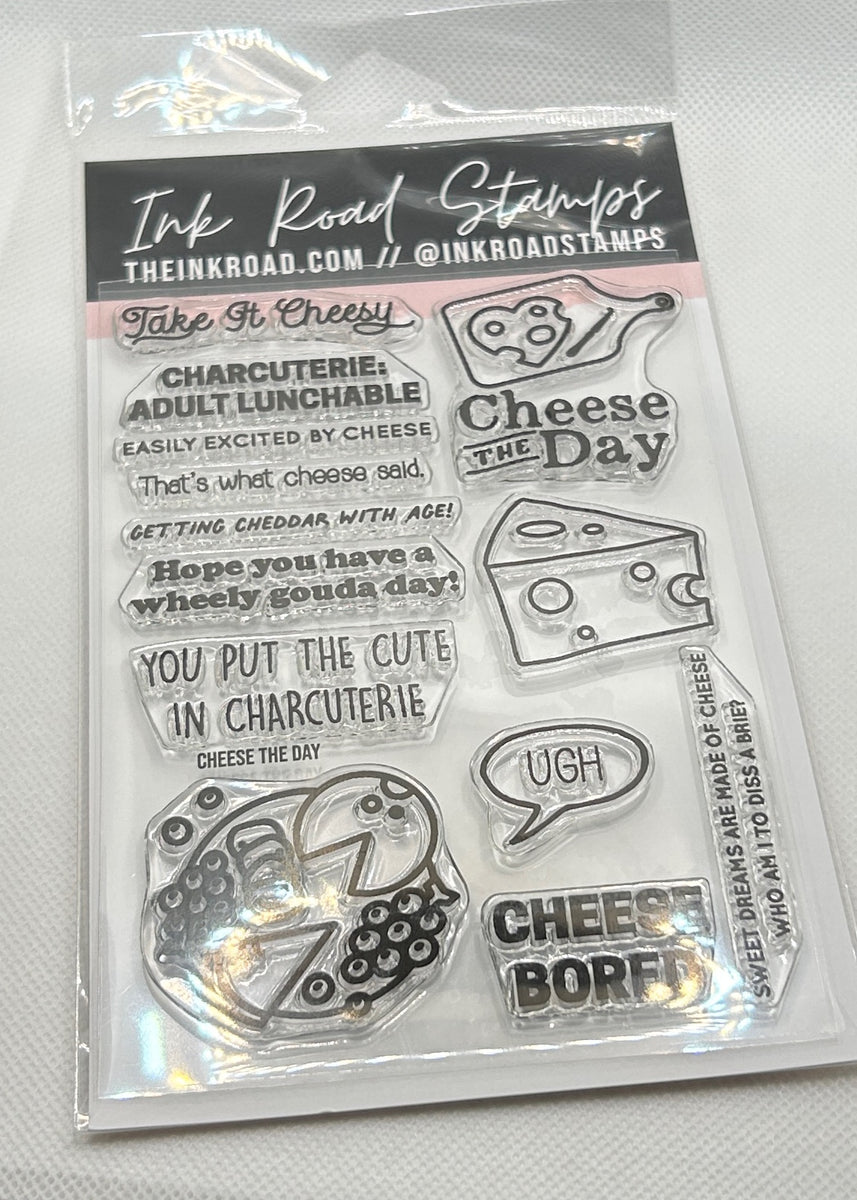 Ink Road Stamps
THEINKROAD.COM // @INKROADSTAMPS
Take It Cheesy
CHARCUTERIE:
ADULT LUNCHABLE
EASILY EXCITED BY CHEESE
That's what cheese said.
GETTING CHEDDAR WITH AGE!
Hope you have a
wheely gouda day!
YOU PUT THE CUTE
IN CHARCUTERIE
CHEESE THE DAY
Cheese
THE Day
UGH
CHEESE
BORED
SWEET DREAMS ARE MADE OF CHEESE
WHO AM I TO DISS A BRIE?